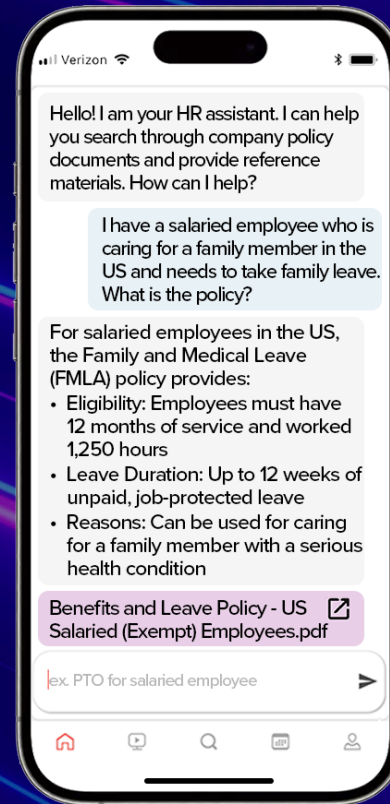 Verizon
Hello! I am your HR assistant. I can help
you search through company policy
documents and provide reference
materials. How can I help?
I have a salaried employee who is
caring for a family member in the
US and needs to take family leave.
What is the policy?
For salaried employees in the US,
the Family and Medical Leave
(FMLA) policy provides:
• Eligibility: Employees must have
12 months of service and worked
1,250 hours
• Leave Duration: Up to 12 weeks of
unpaid, job-protected leave
• Reasons: Can be used for caring
for a family member with a serious
health condition
Benefits and Leave Policy - US
Salaried (Exempt) Employees.pdf
ex. PTO for salaried employee